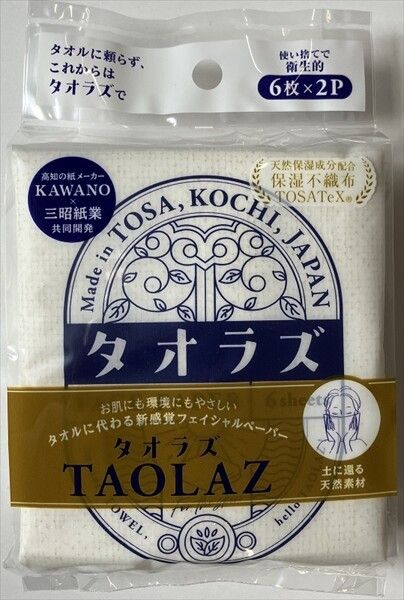 タオルに頼らず、
これからは
タオラズで
使い捨てで
衛生的
6枚×2P
高知の紙メーカー
KAWANO
×
三昭紙業
共同開発
天然保湿成分配合
保湿不織布
TOSATeX®
Made in TOSA, KOCHI, JAPAN
タオラズ
6 sheets
お肌にも環境にもやさしい
タオルに代わる新感覚フェイシャルペーパー
タオラズ
TAOLAZ
土に還る
天然素材
OWEL,
hello